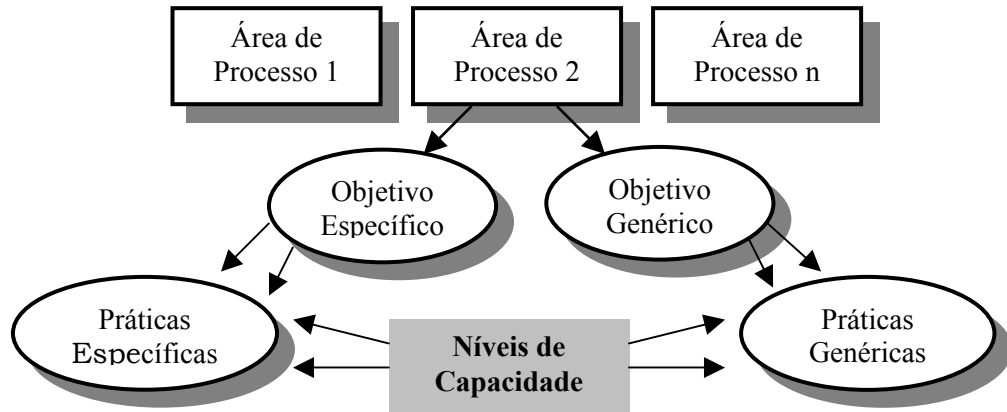 Área de
Processo 1
Área de
Processo 2
Área de
Processo n
Objetivo
Específico
Objetivo
Genérico
Práticas
Específicas
Níveis de
Capacidade
Práticas
Genéricas